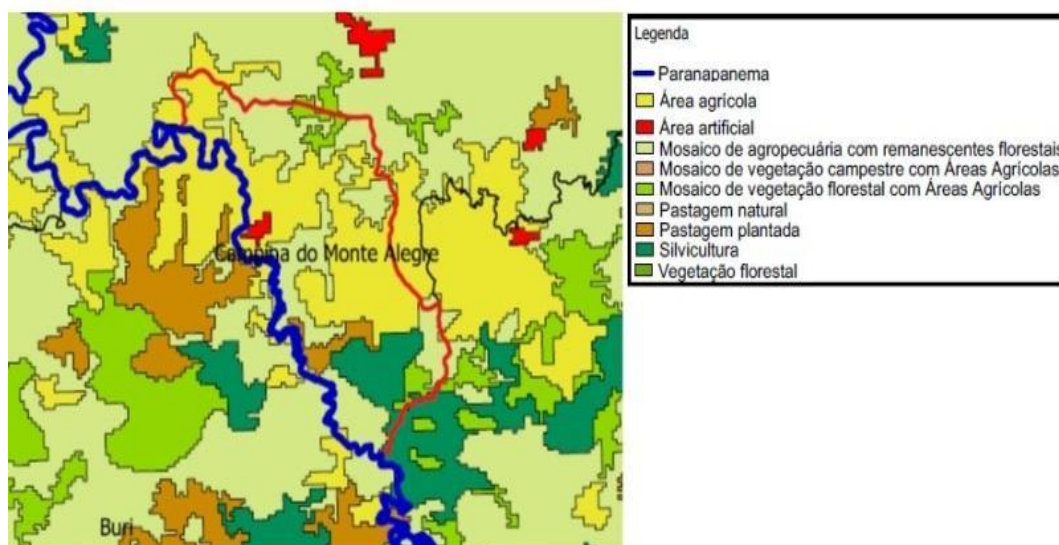 Campina do Monte Alegre
Buri
Legenda
Paranapanema
Área agrícola
Área artificial
Mosaico de agropecuária com remanescentes florestais
Mosaico de vegetação campestre com Áreas Agrícolas
Mosaico de vegetação florestal com Áreas Agrícolas
Pastagem natural
Pastagem plantada
Silvicultura
Vegetação florestal